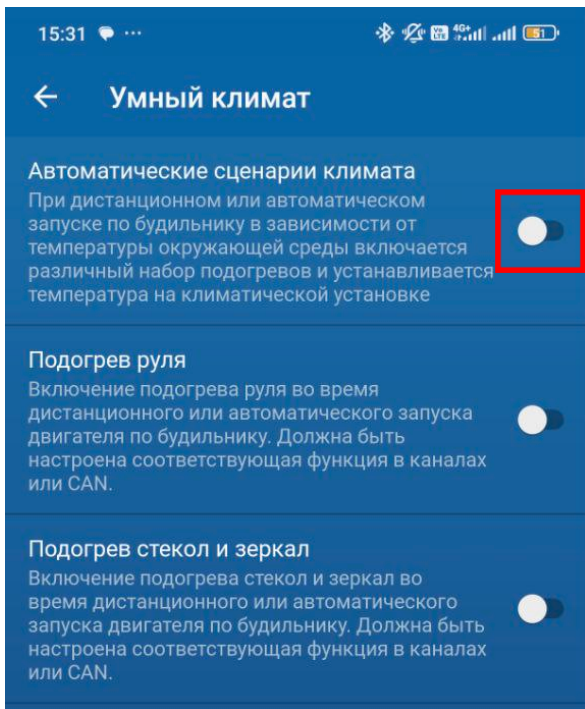 15:31
VoLTE 4G+ 51
Умный климат
Автоматические сценарии климата
При дистанционном или автоматическом
запуске по будильнику в зависимости от
температуры окружающей среды включается
различный набор подогревов и устанавливается
температура на климатической установке
Подогрев руля
Включение подогрева руля во время
дистанционного или автоматического запуска
двигателя по будильнику. Должна быть
настроена соответствующая функция в каналах
или CAN.
Подогрев стекол и зеркал
Включение подогрева стекол и зеркал во
время дистанционного или автоматического
запуска двигателя по будильнику. Должна быть
настроена соответствующая функция в каналах
или CAN.